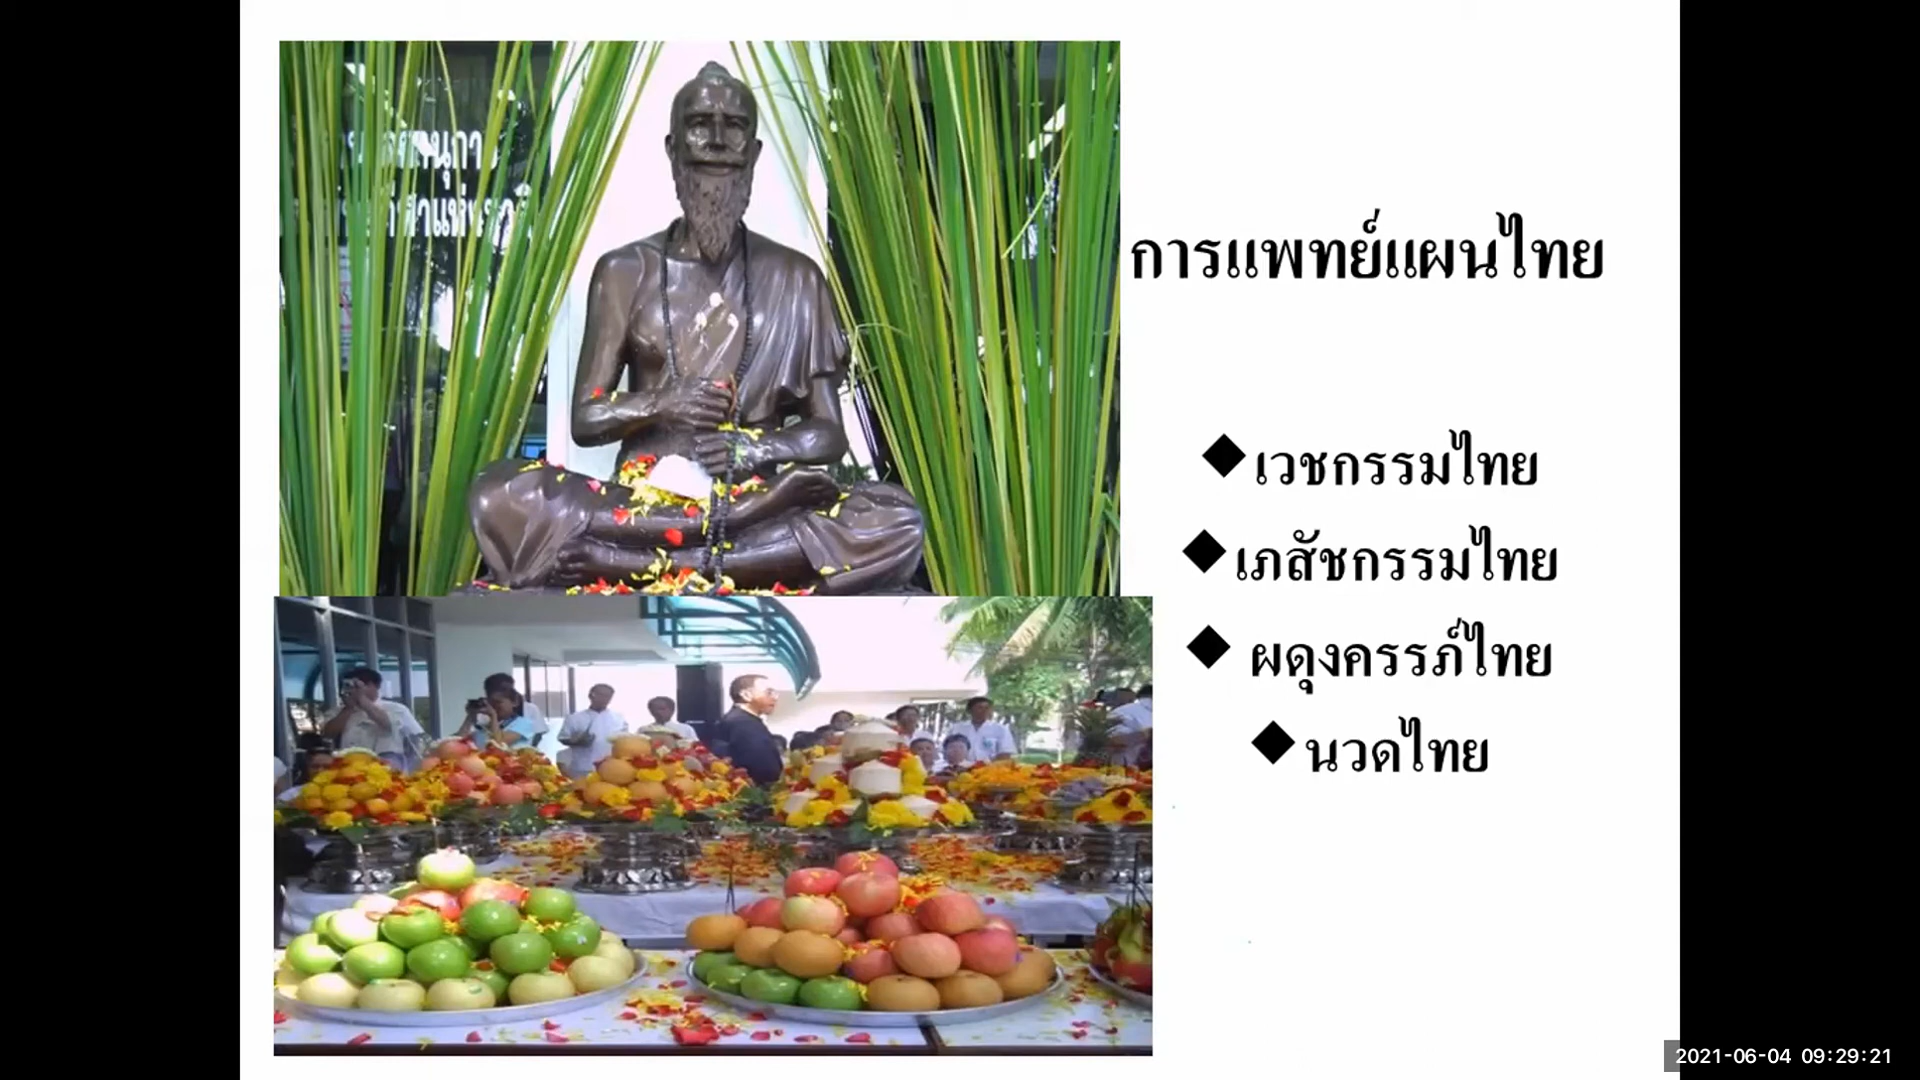 การแพทย์แผนไทย
◆เวชกรรมไทย
◆เภสัชกรรมไทย
◆ ผดุงครรภ์ไทย
◆นวดไทย
2021-06-04 09:29:21